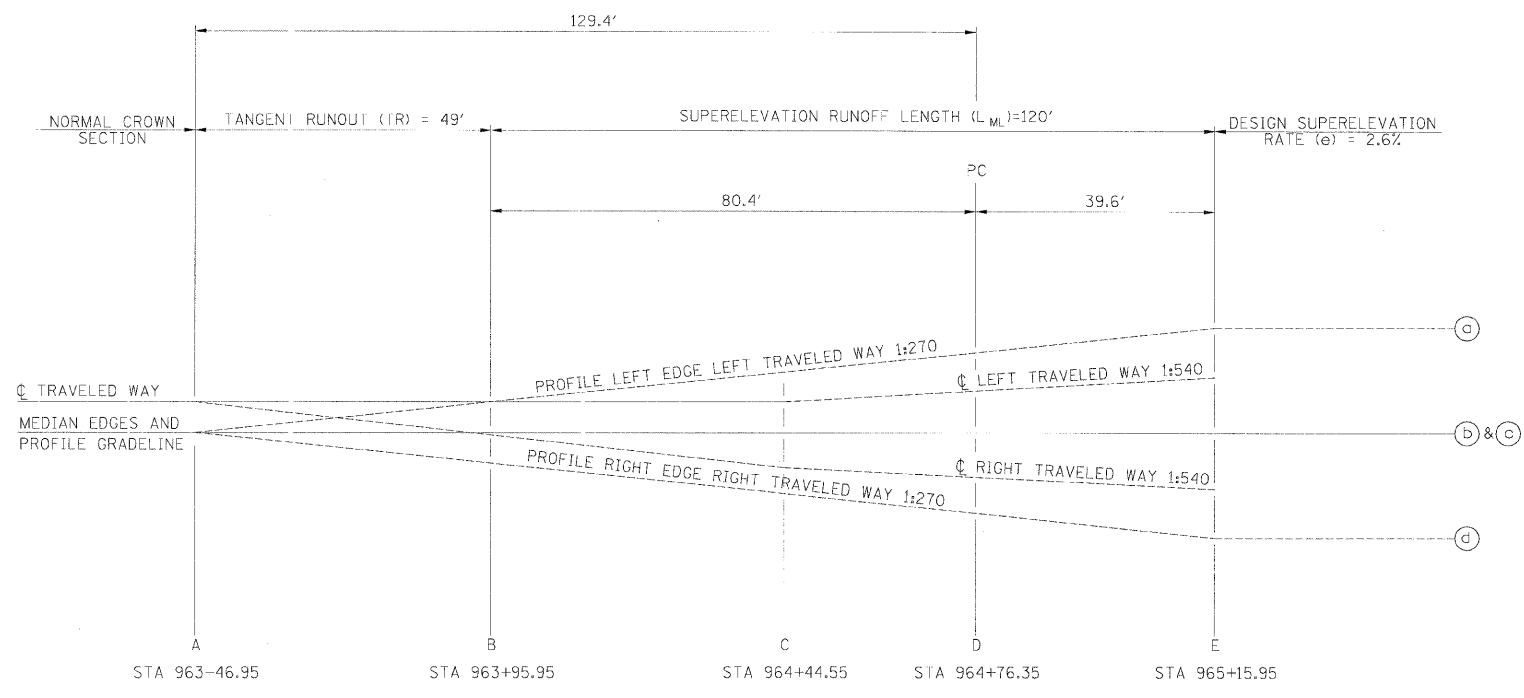 129.4'
NORMAL CROWN
SECTION
TANGENT RUNOUT (TR) = 49'
SUPERELEVATION RUNOFF LENGTH (L ML)=120'
DESIGN SUPERELEVATION
RATE (e) = 2.6%
PC
80.4'
39.6'
a
PROFILE LEFT EDGE LEFT TRAVELED WAY 1:270
℄ LEFT TRAVELED WAY 1:540
℄ TRAVELED WAY
MEDIAN EDGES AND
PROFILE GRADELINE
b & c
PROFILE RIGHT EDGE RIGHT TRAVELED WAY 1:270
℄ RIGHT TRAVELED WAY 1:540
d
A
B
C
D
E
STA 963-46.95
STA 963+95.95
STA 964+44.55
STA 964+76.35
STA 965+15.95